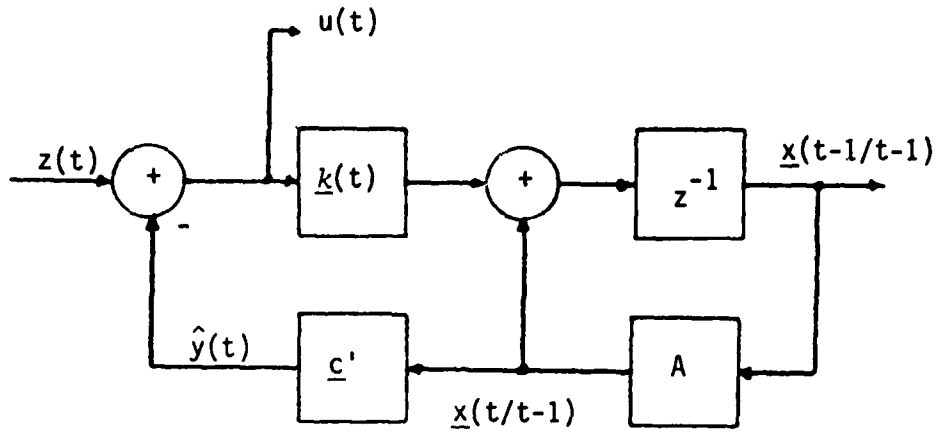 u(t)
z(t)
+
k(t)
+
z⁻¹
x(t-1/t-1)
-
ŷ(t)
c'
x(t/t-1)
A